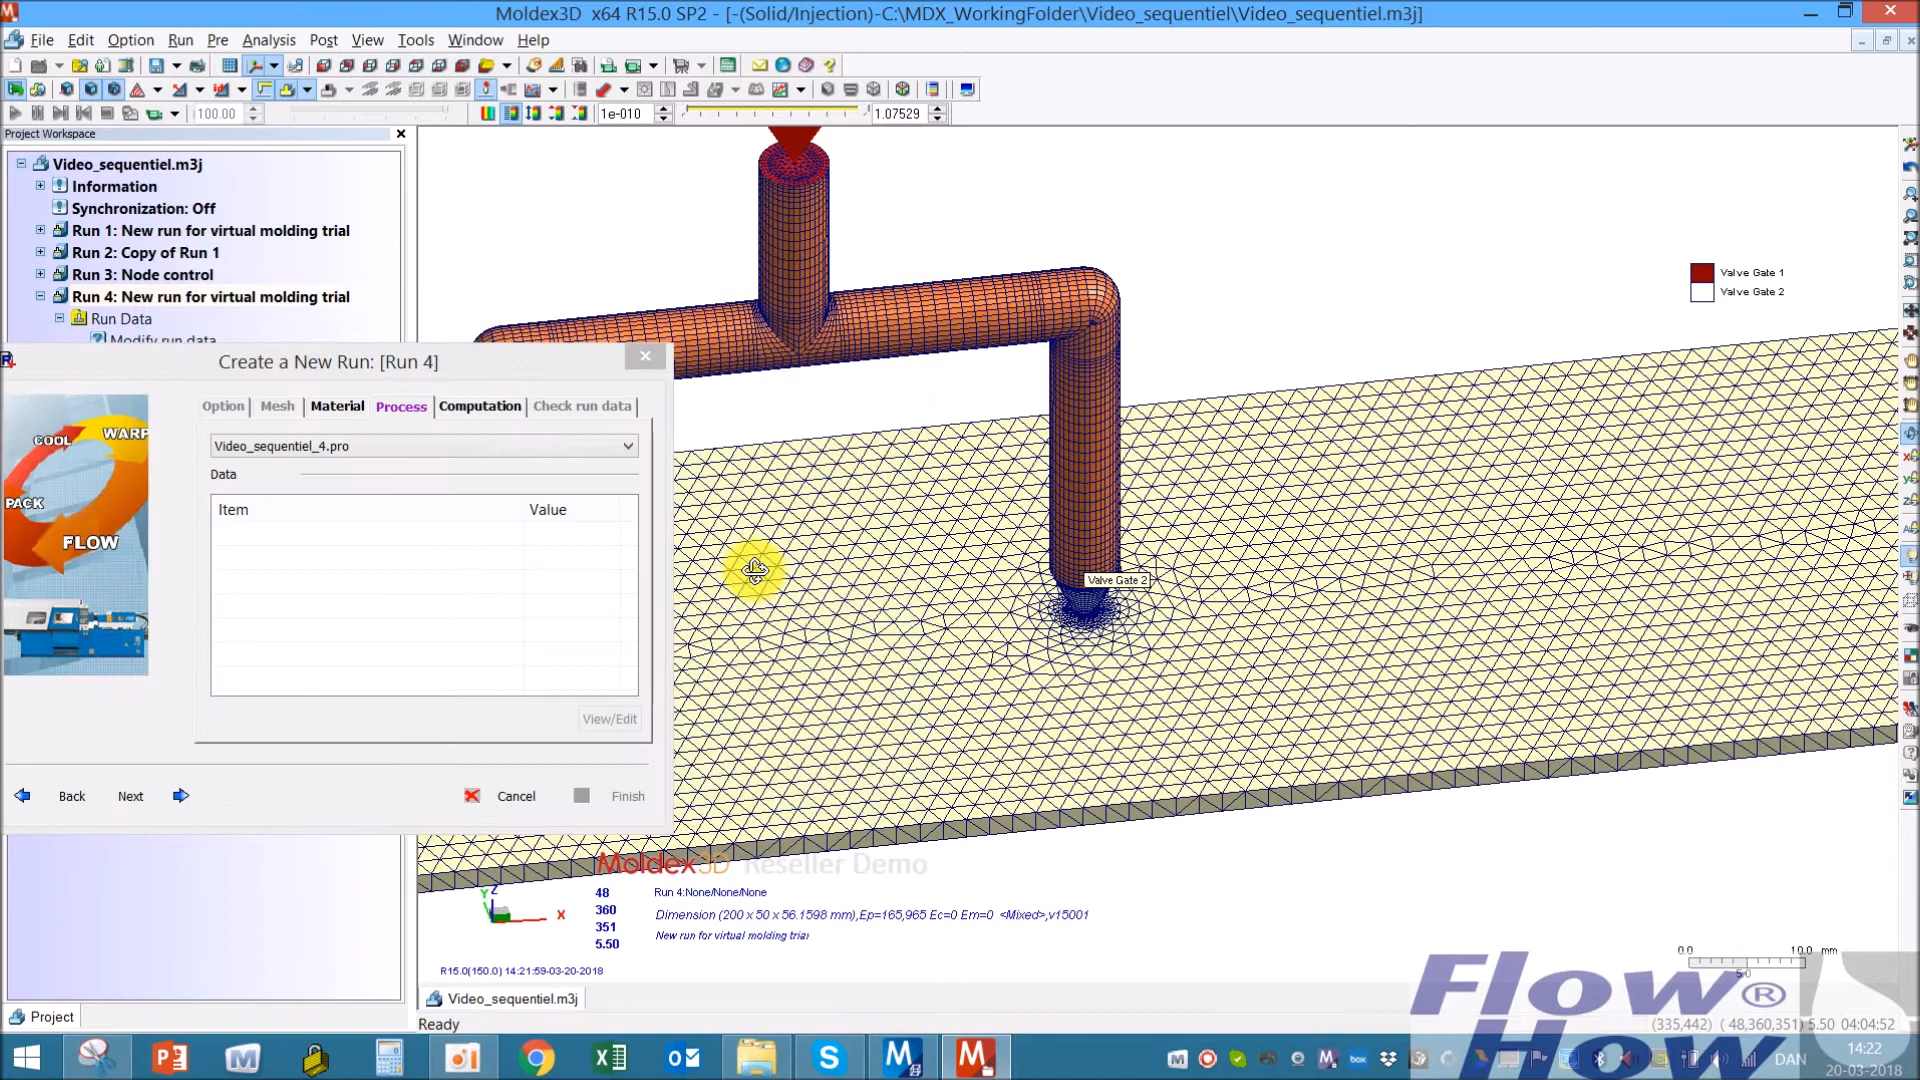 Moldex3D x64 R15.0 SP2 - [-(Solid/Injection)-C:\MDX_WorkingFolder\Video_sequentiel\Video_sequentiel.m3j]
File Edit Option Run Pre Analysis Post View Tools Window Help
100.00
1e-010
1.07529
Project Workspace
Video_sequentiel.m3j
Information
Synchronization: Off
Run 1: New run for virtual molding trial
Run 2: Copy of Run 1
Run 3: Node control
Run 4: New run for virtual molding trial
Run Data
Modify run data
Valve Gate 1
Valve Gate 2
Create a New Run: [Run 4]
Option Mesh Material Process Computation Check run data
Video_sequentiel_4.pro
Data
Item Value
COOL
WARP
PACK
FLOW
View/Edit
Back Next Cancel Finish
Valve Gate 2
Moldex3D Reseller Demo
Z
Y
X
48
360
351
5.50
Run 4:None/None/None
Dimension (200 x 50 x 56.1598 mm),Ep=165,965 Ec=0 Em=0 <Mixed>,v15001
New run for virtual molding trial
R15.0(150.0) 14:21:59-03-20-2018
0.0 10.0 mm
5.0
Video_sequentiel.m3j
Project
Ready
Flow
How
®
(335,442) ( 48,360,351) 5.50 04:04:52
box
DAN
14:22
20-03-2018